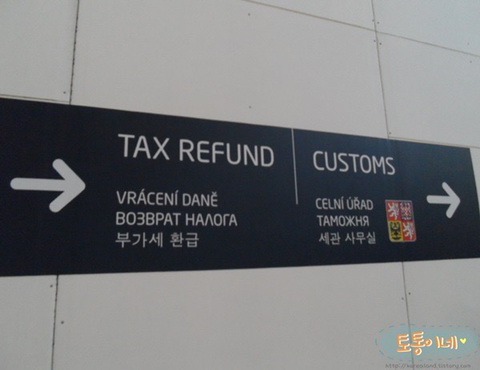 TAX REFUND
VRÁCENÍ DANĚ
ВОЗВРАТ НАЛОГА
부가세 환급
CUSTOMS
CELNÍ ÚŘAD
ТАМОЖНЯ
세관 사무실
토통이네